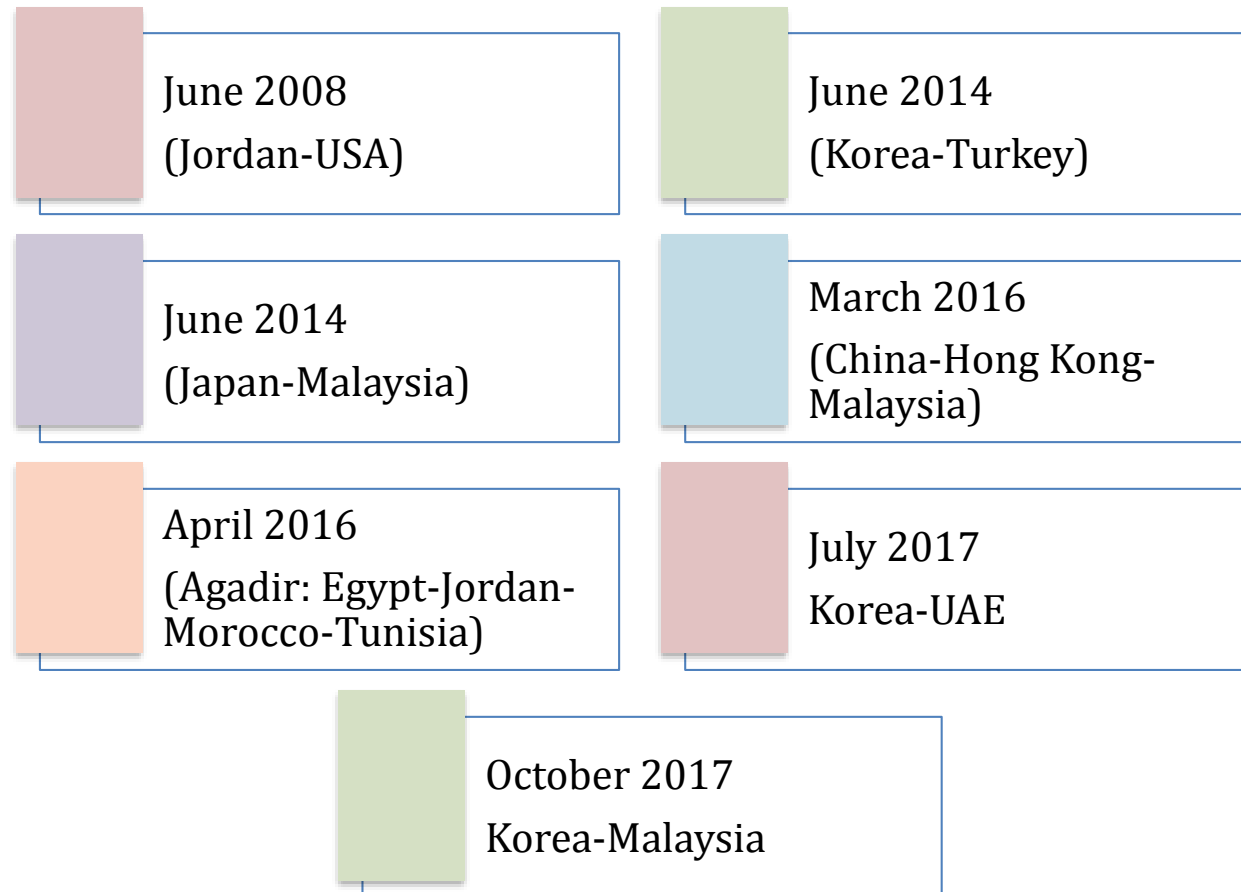 June 2008
(Jordan-USA)
June 2014
(Korea-Turkey)
June 2014
(Japan-Malaysia)
March 2016
(China-Hong Kong-
Malaysia)
April 2016
(Agadir: Egypt-Jordan-
Morocco-Tunisia)
July 2017
Korea-UAE
October 2017
Korea-Malaysia